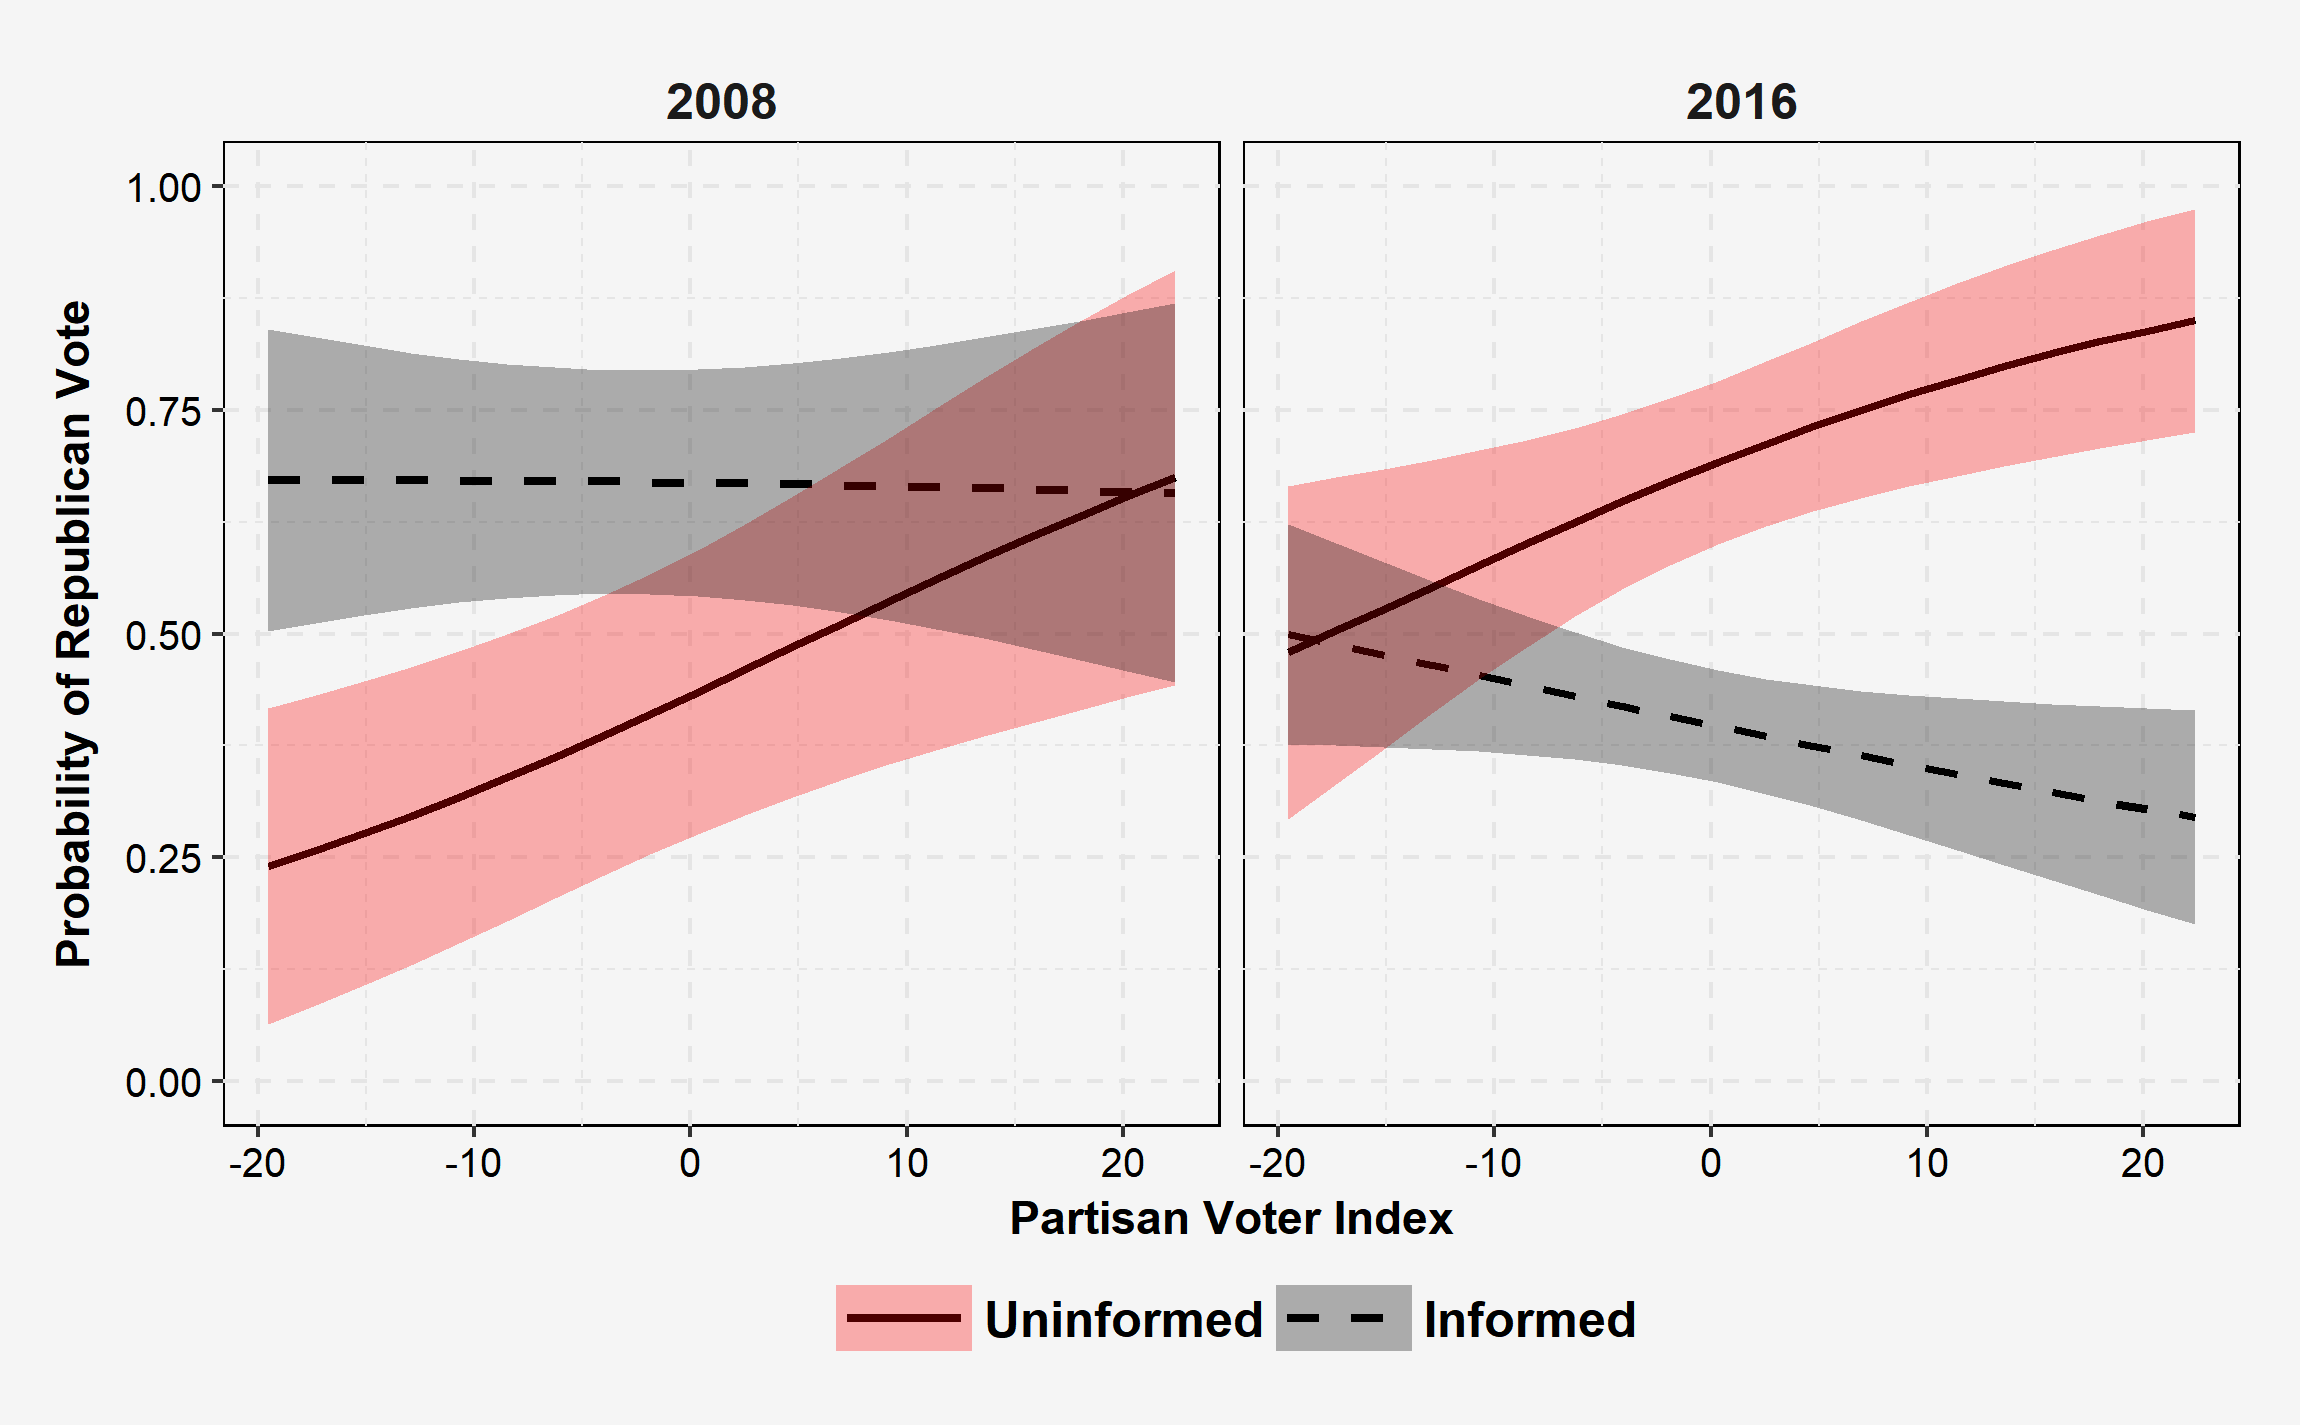 2008 2016
Probability of Republican Vote
1.00
0.75
0.50
0.25
0.00
-20 -10 0 10 20 -20 -10 0 10 20
Partisan Voter Index
Uninformed Informed